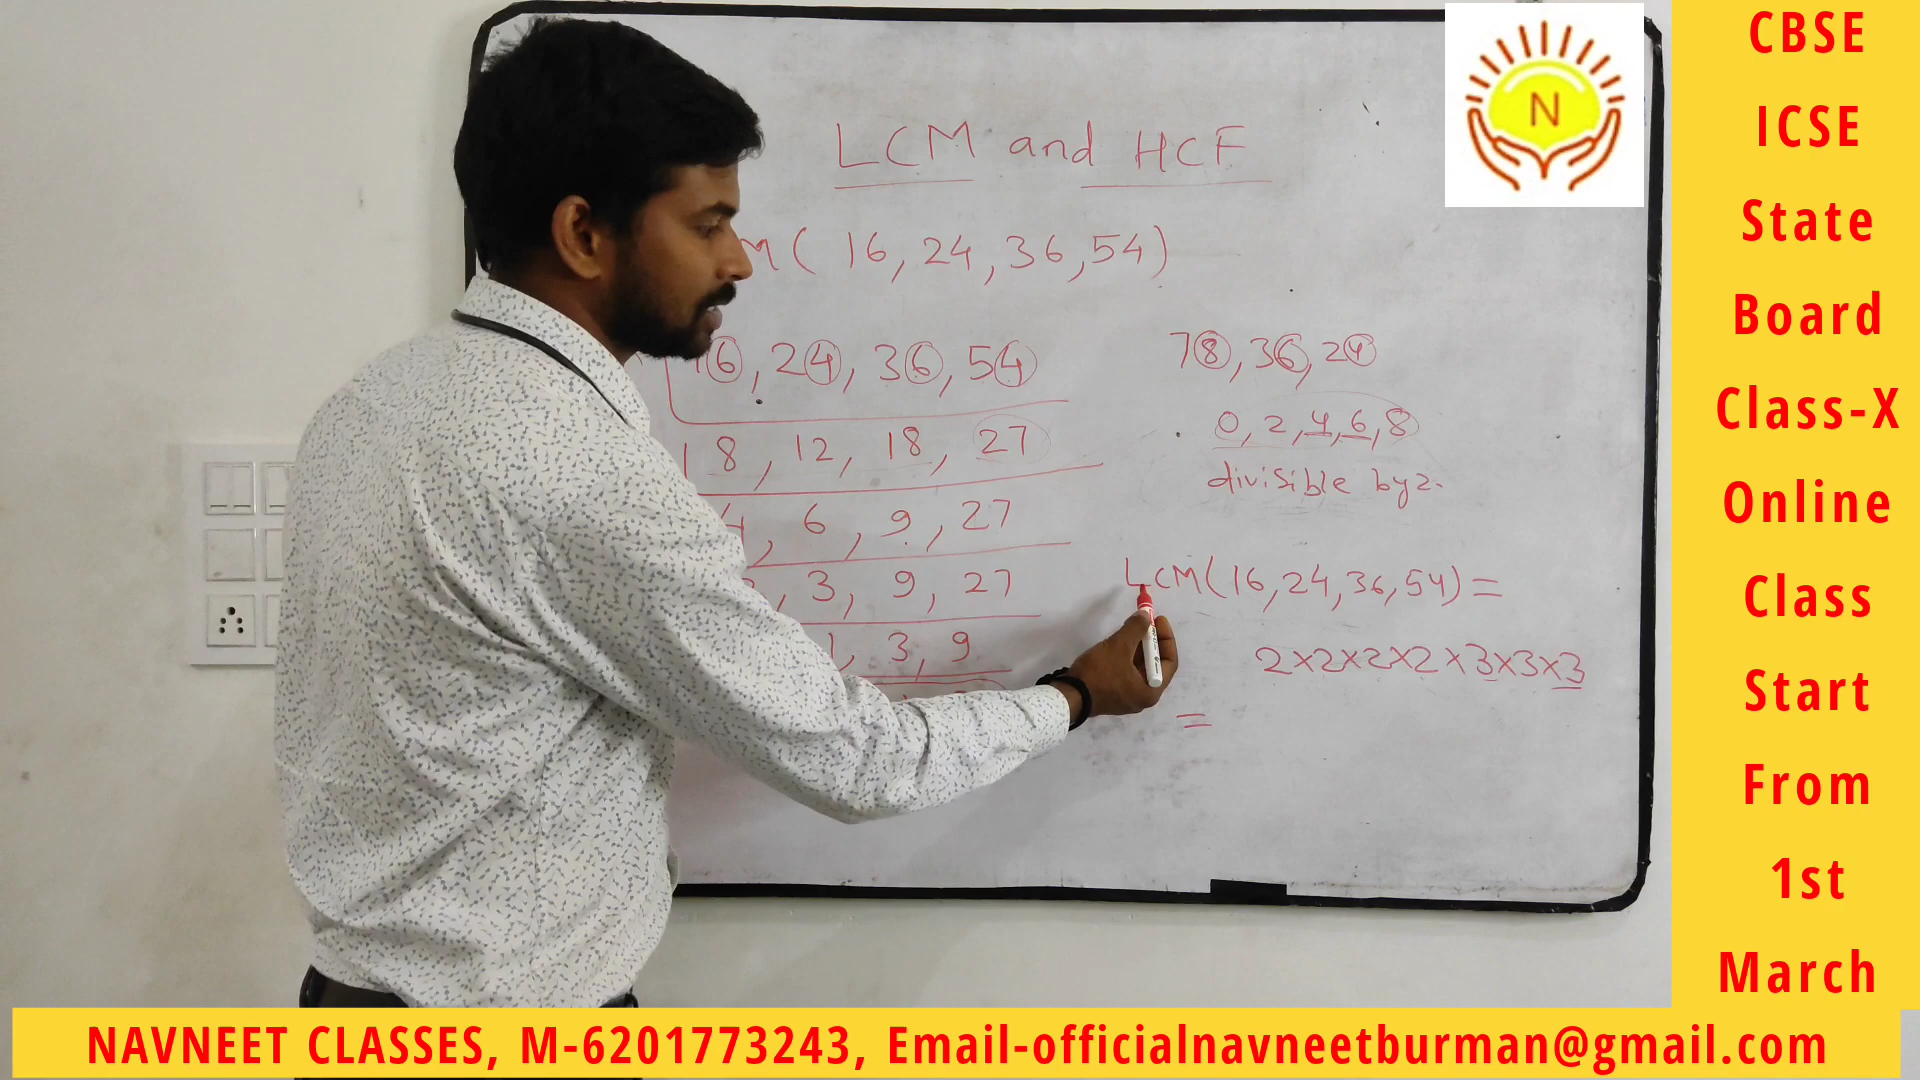 LCM and HCF
M ( 16, 24, 36, 54)
16, 24, 36, 54
8, 12, 18, 27
4, 6, 9, 27
3, 9, 27
1, 3, 9
78, 36, 24
0, 2, 4, 6, 8
divisible by 2.
LCM(16, 24, 36, 54) =
2×2×2×2×3×3×3
=
N
CBSE
ICSE
State
Board
Class-X
Online
Class
Start
From
1st
March
NAVNEET CLASSES, M-6201773243, Email-officialnavneetburman@gmail.com